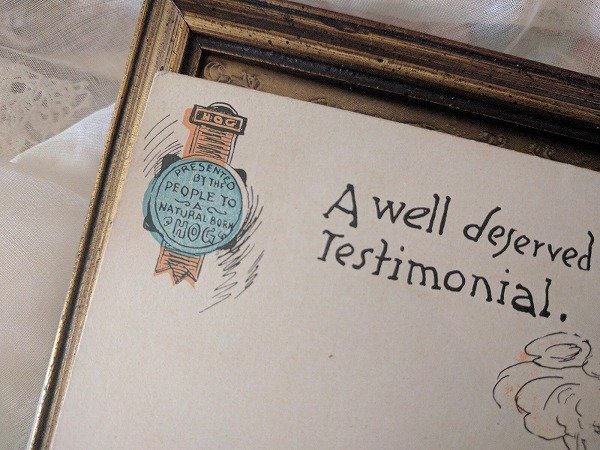 HOG
PRESENTED
BY THE
PEOPLE TO
A
NATURAL BORN
HOG
A well deserved
Testimonial.